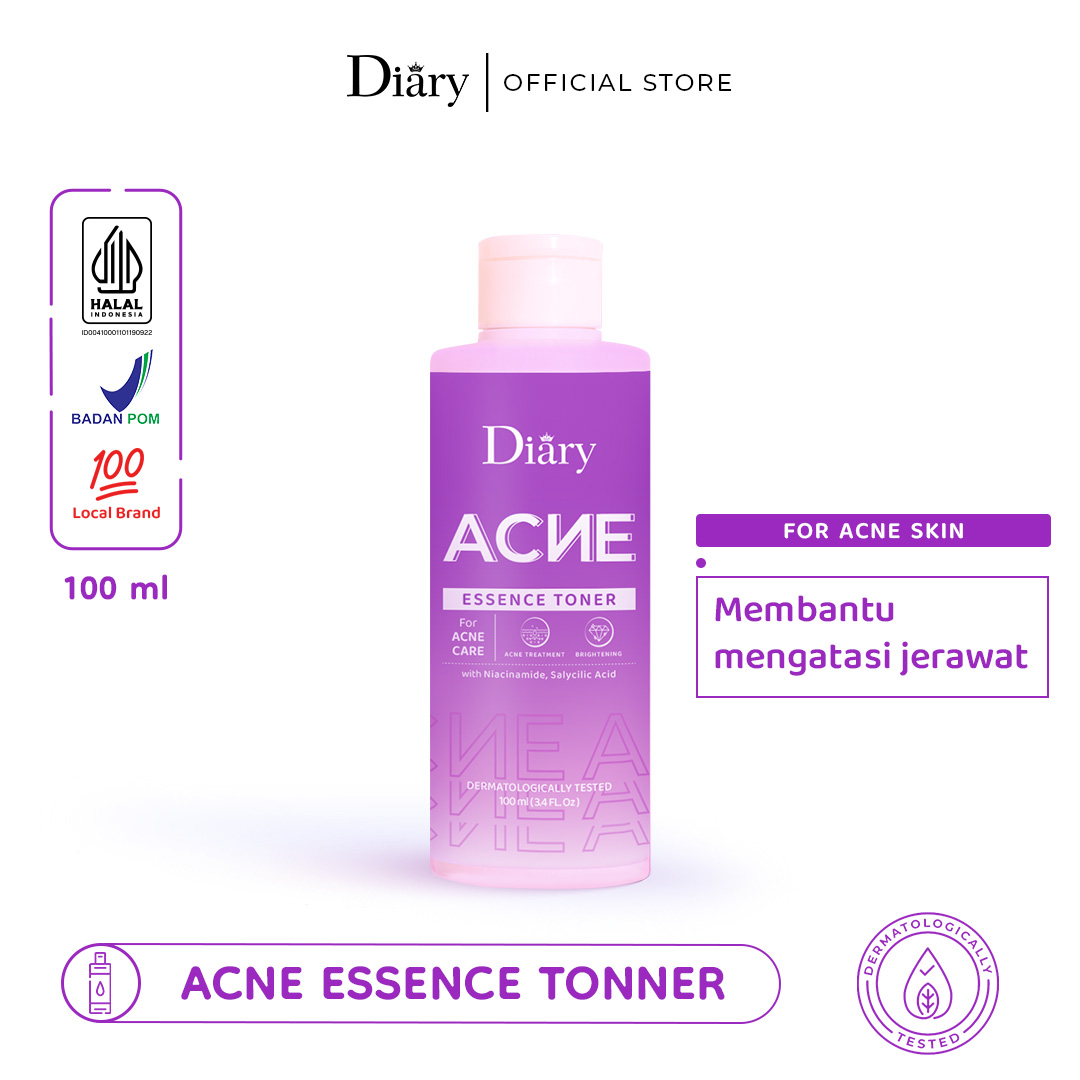 Diary | OFFICIAL STORE
HALAL
INDONESIA
ID00410001101190922
BADAN POM
100
Local Brand
100 ml
Diary
ACNE
ESSENCE TONER
For
ACNE
CARE
ACNE TREATMENT
BRIGHTENING
with Niacinamide, Salycilic Acid
DERMATOLOGICALLY TESTED
100 ml (3.4 FL. Oz)
FOR ACNE SKIN
Membantu
mengatasi jerawat
ACNE ESSENCE TONNER
DERMATOLOGICALLY
TESTED